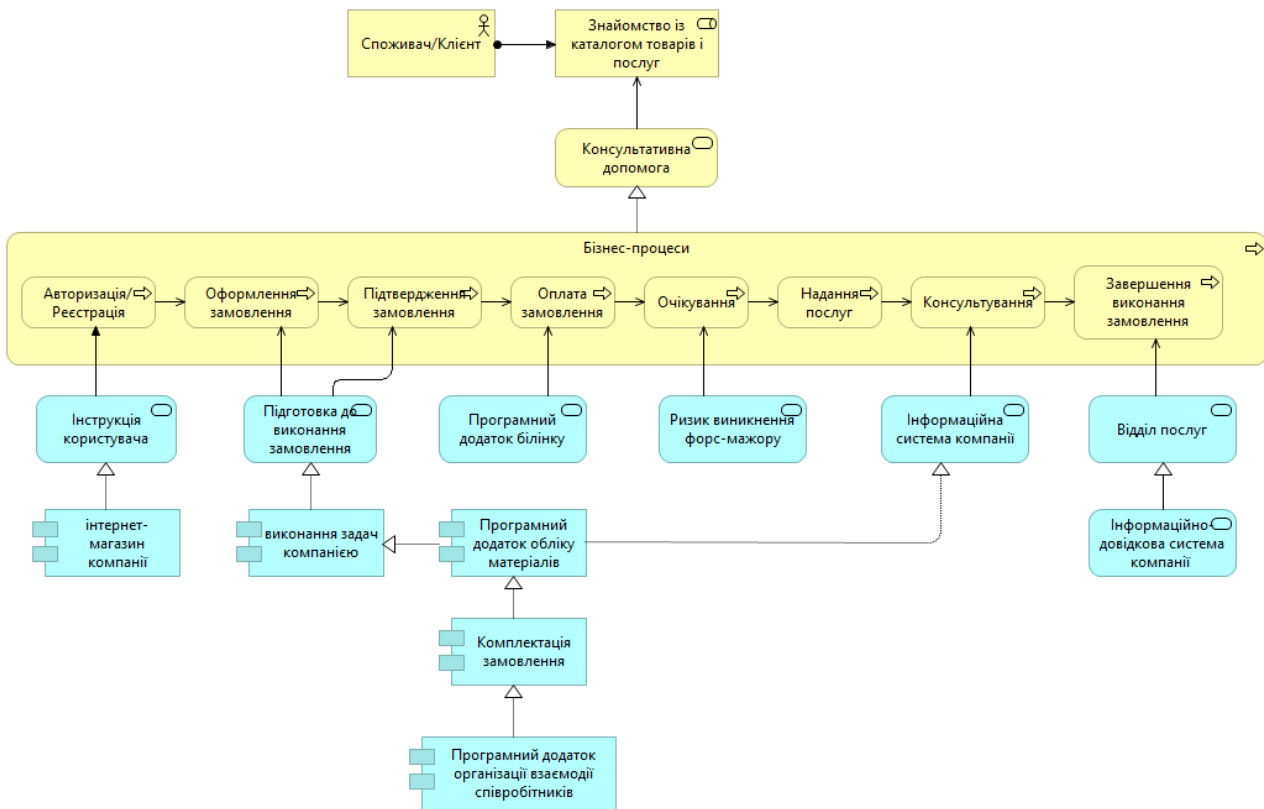 Споживач/Клієнт
Знайомство із
каталогом товарів і
послуг
Консультативна
допомога
Бізнес-процеси
Авторизація/
Реєстрація
Оформлення
замовлення
Підтвердження
замовлення
Оплата
замовлення
Очікування
Надання
послуг
Консультування
Завершення
виконання
замовлення
Інструкція
користувача
Підготовка до
виконання
замовлення
Програмний
додаток білінку
Ризик виникнення
форс-мажору
Інформаційна
система компанії
Відділ послуг
інтернет-
магазин
компанії
виконання задач
компанією
Програмний
додаток обліку
матеріалів
Інформаційно-
довідкова система
компанії
Комплектація
замовлення
Програмний додаток
організації взаємодії
співробітників